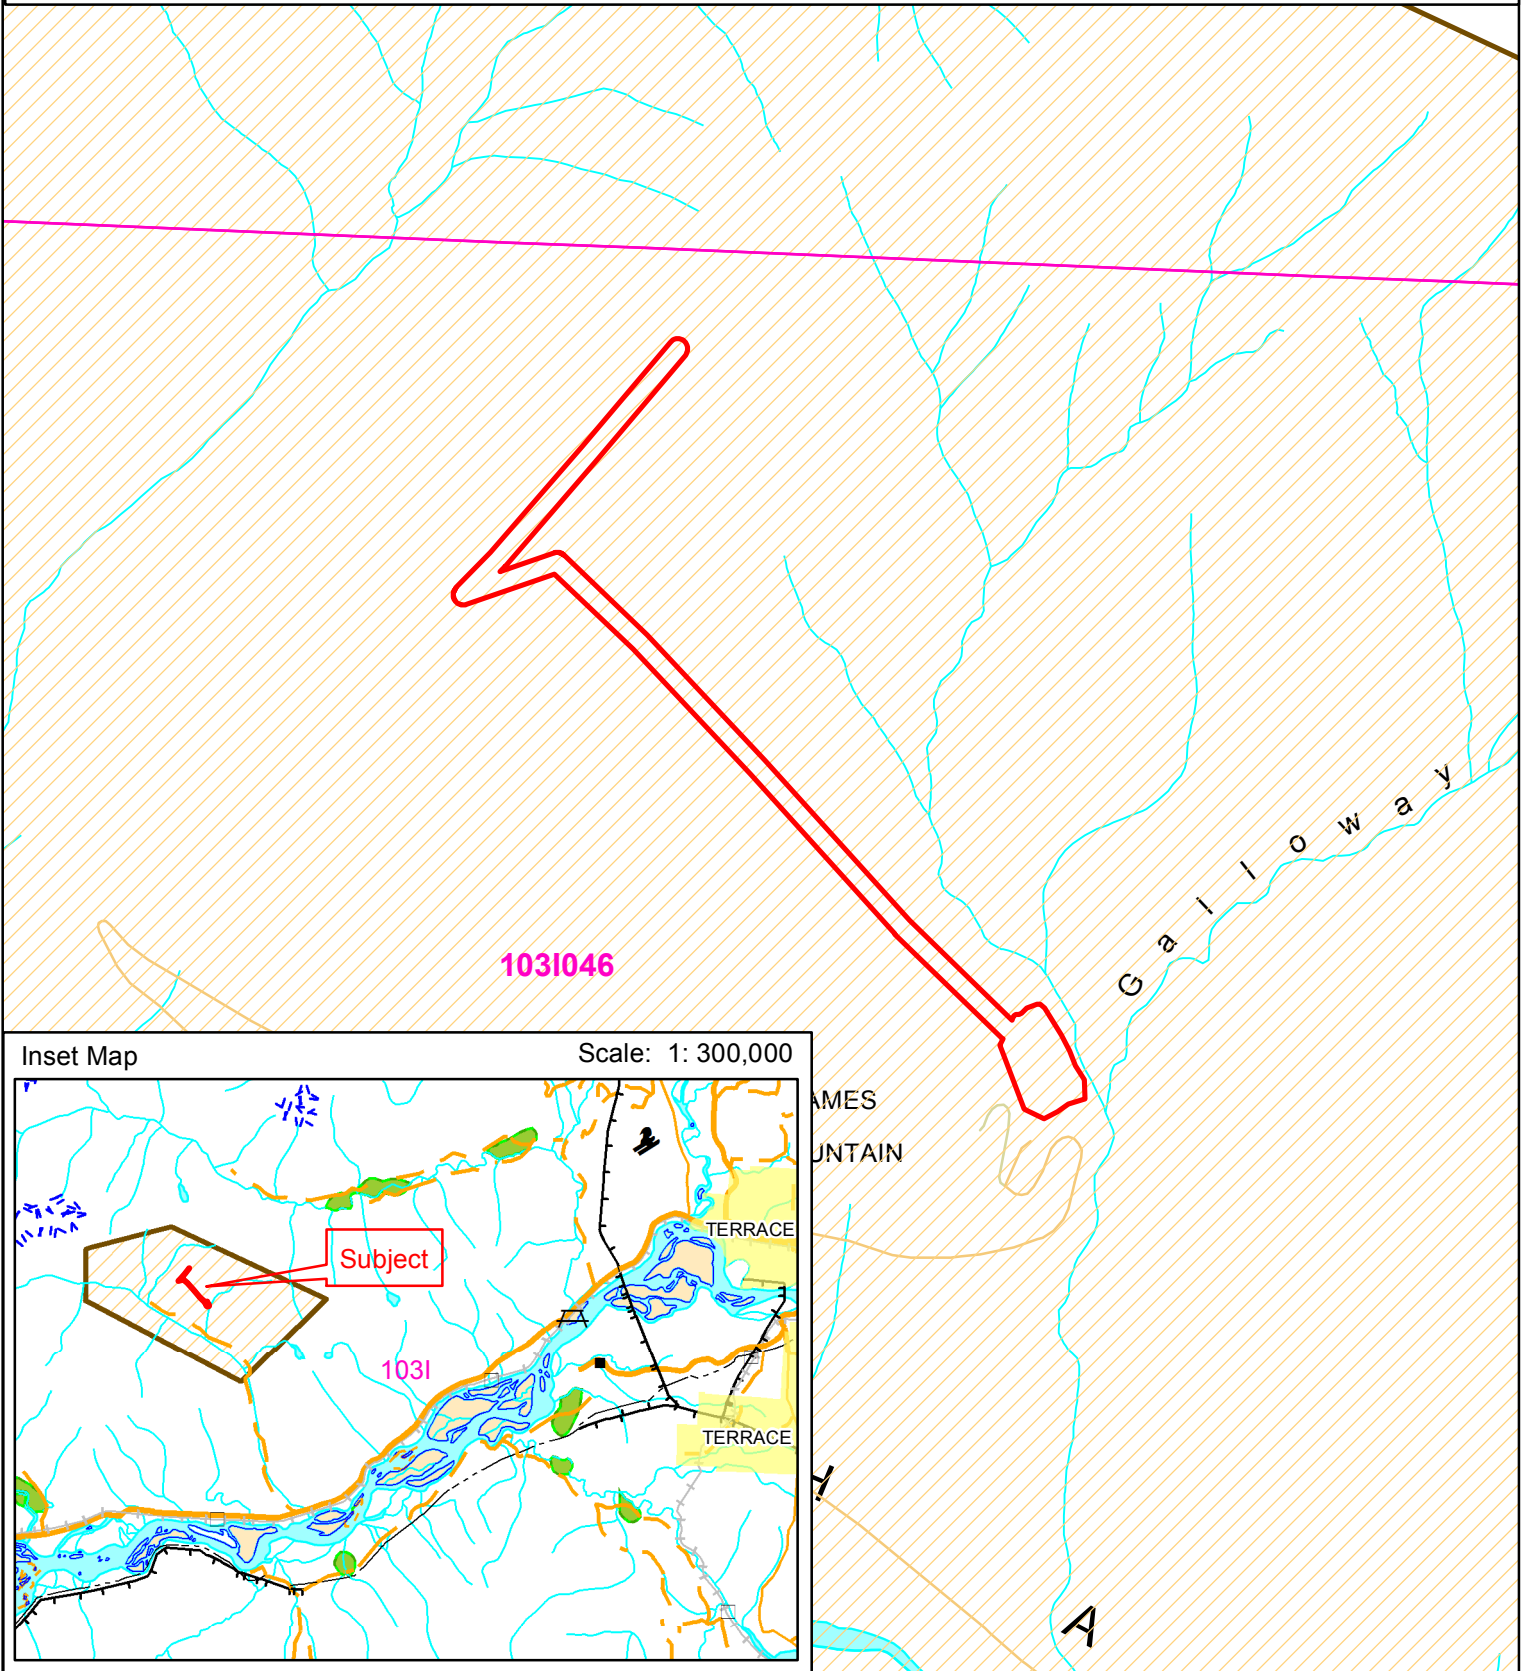 Galloway
103I046
Inset Map
Scale: 1: 300,000
AMES
UNTAIN
TERRACE
Subject
103I
TERRACE
H
A